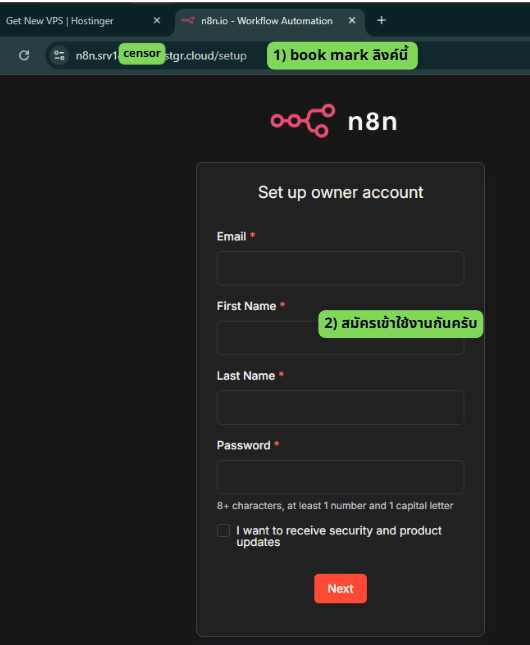 Get New VPS | Hostinger
n8n.io - Workflow Automation
n8n.srv1
censor
stgr.cloud/setup
1) book mark ลิงค์นี้
n8n
Set up owner account
Email *
First Name *
2) สมัครเข้าใช้งานกันครับ
Last Name *
Password *
8+ characters, at least 1 number and 1 capital letter
I want to receive security and product
updates
Next